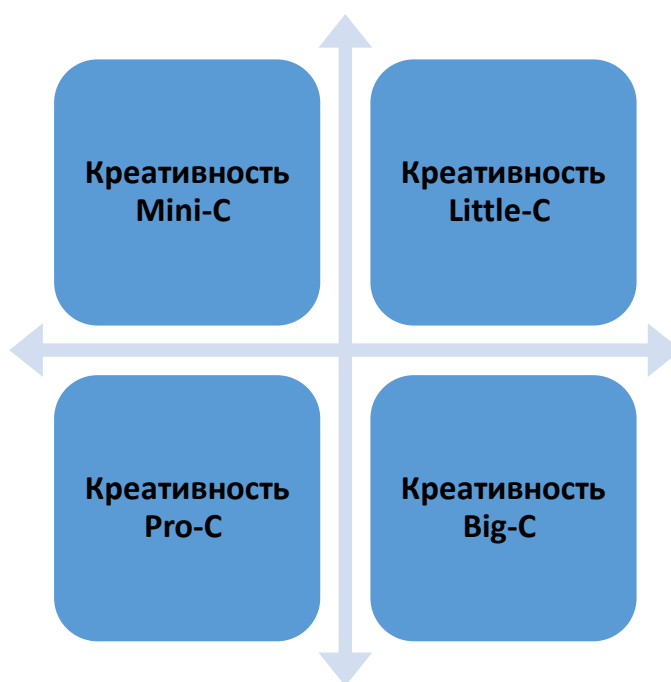 Креативность
Mini-C
Креативность
Little-C
Креативность
Pro-C
Креативность
Big-C